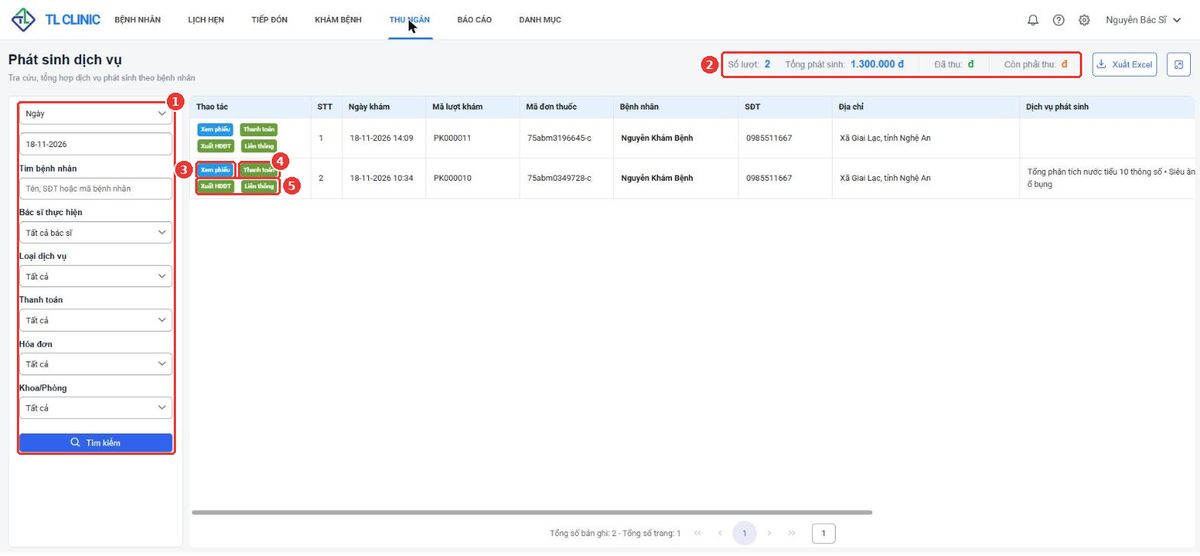 TL CLINIC
BỆNH NHÂN
LỊCH HẸN
TIẾP ĐÓN
KHÁM BỆNH
THU NGÂN
BÁO CÁO
DANH MỤC
Nguyễn Bác Sĩ
Phát sinh dịch vụ
Tra cứu, tổng hợp dịch vụ phát sinh theo bệnh nhân
2
Số lượt: 2 Tổng phát sinh: 1.300.000 đ Đã thu: đ Còn phải thu: đ
Xuất Excel
1
Ngày
18-11-2026
Tìm bệnh nhân
Tên, SĐT hoặc mã bệnh nhân
Bác sĩ thực hiện
Tất cả bác sĩ
Loại dịch vụ
Tất cả
Thanh toán
Tất cả
Hóa đơn
Tất cả
Khoa/Phòng
Tất cả
Tìm kiếm
Thao tác STT Ngày khám Mã lượt khám Mã đơn thuốc Bệnh nhân SĐT Địa chỉ Dịch vụ phát sinh
Xem phiếu Thanh toán
Xuất HĐĐT Liên thông
1 18-11-2026 14:09 PK000011 75abm3196645-c Nguyễn Khám Bệnh 0985511667 Xã Giai Lạc, tỉnh Nghệ An
3 Xem phiếu Thanh toán 4
Xuất HĐĐT Liên thông 5
2 18-11-2026 10:34 PK000010 75abm0349728-c Nguyễn Khám Bệnh 0985511667 Xã Giai Lạc, tỉnh Nghệ An
Tổng phân tích nước tiểu 10 thông số • Siêu ân
ổ bụng
Tổng số bản ghi: 2 - Tổng số trang: 1 1 1